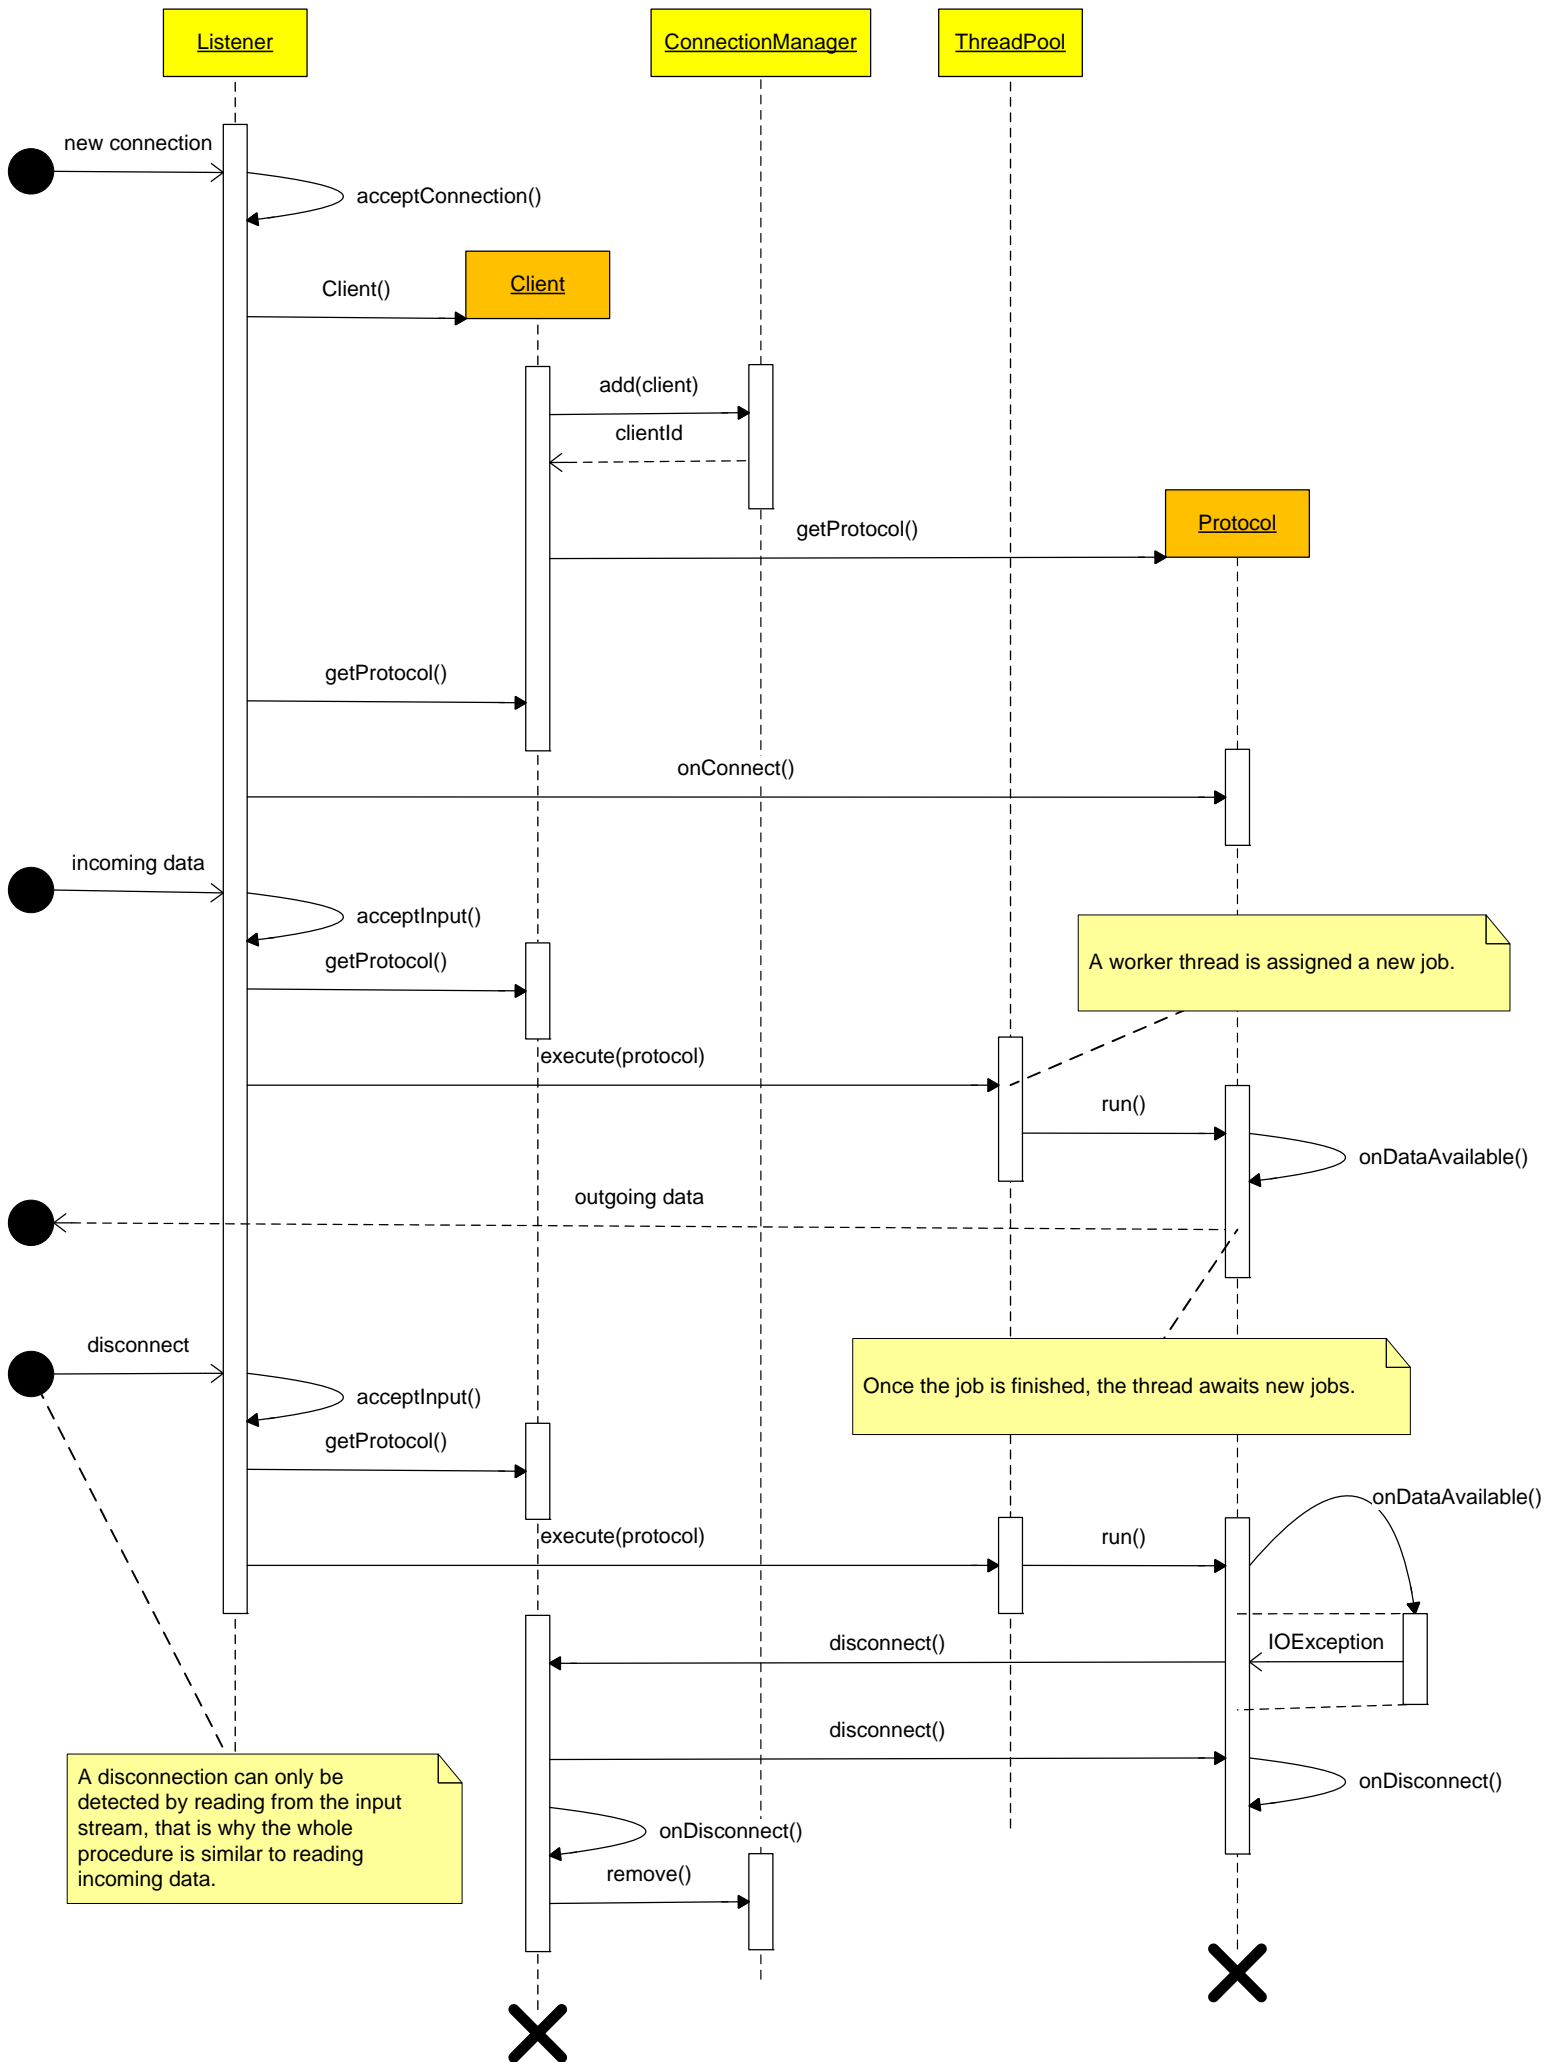 Listener
ConnectionManager
ThreadPool
new connection
acceptConnection()
Client
Client()
add(client)
clientId
Protocol
getProtocol()
getProtocol()
onConnect()
incoming data
acceptInput()
getProtocol()
A worker thread is assigned a new job.
execute(protocol)
run()
onDataAvailable()
outgoing data
disconnect
acceptInput()
Once the job is finished, the thread awaits new jobs.
getProtocol()
onDataAvailable()
execute(protocol)
run()
disconnect()
IOException
disconnect()
onDisconnect()
A disconnection can only be
detected by reading from the input
stream, that is why the whole
procedure is similar to reading
incoming data.
onDisconnect()
remove()